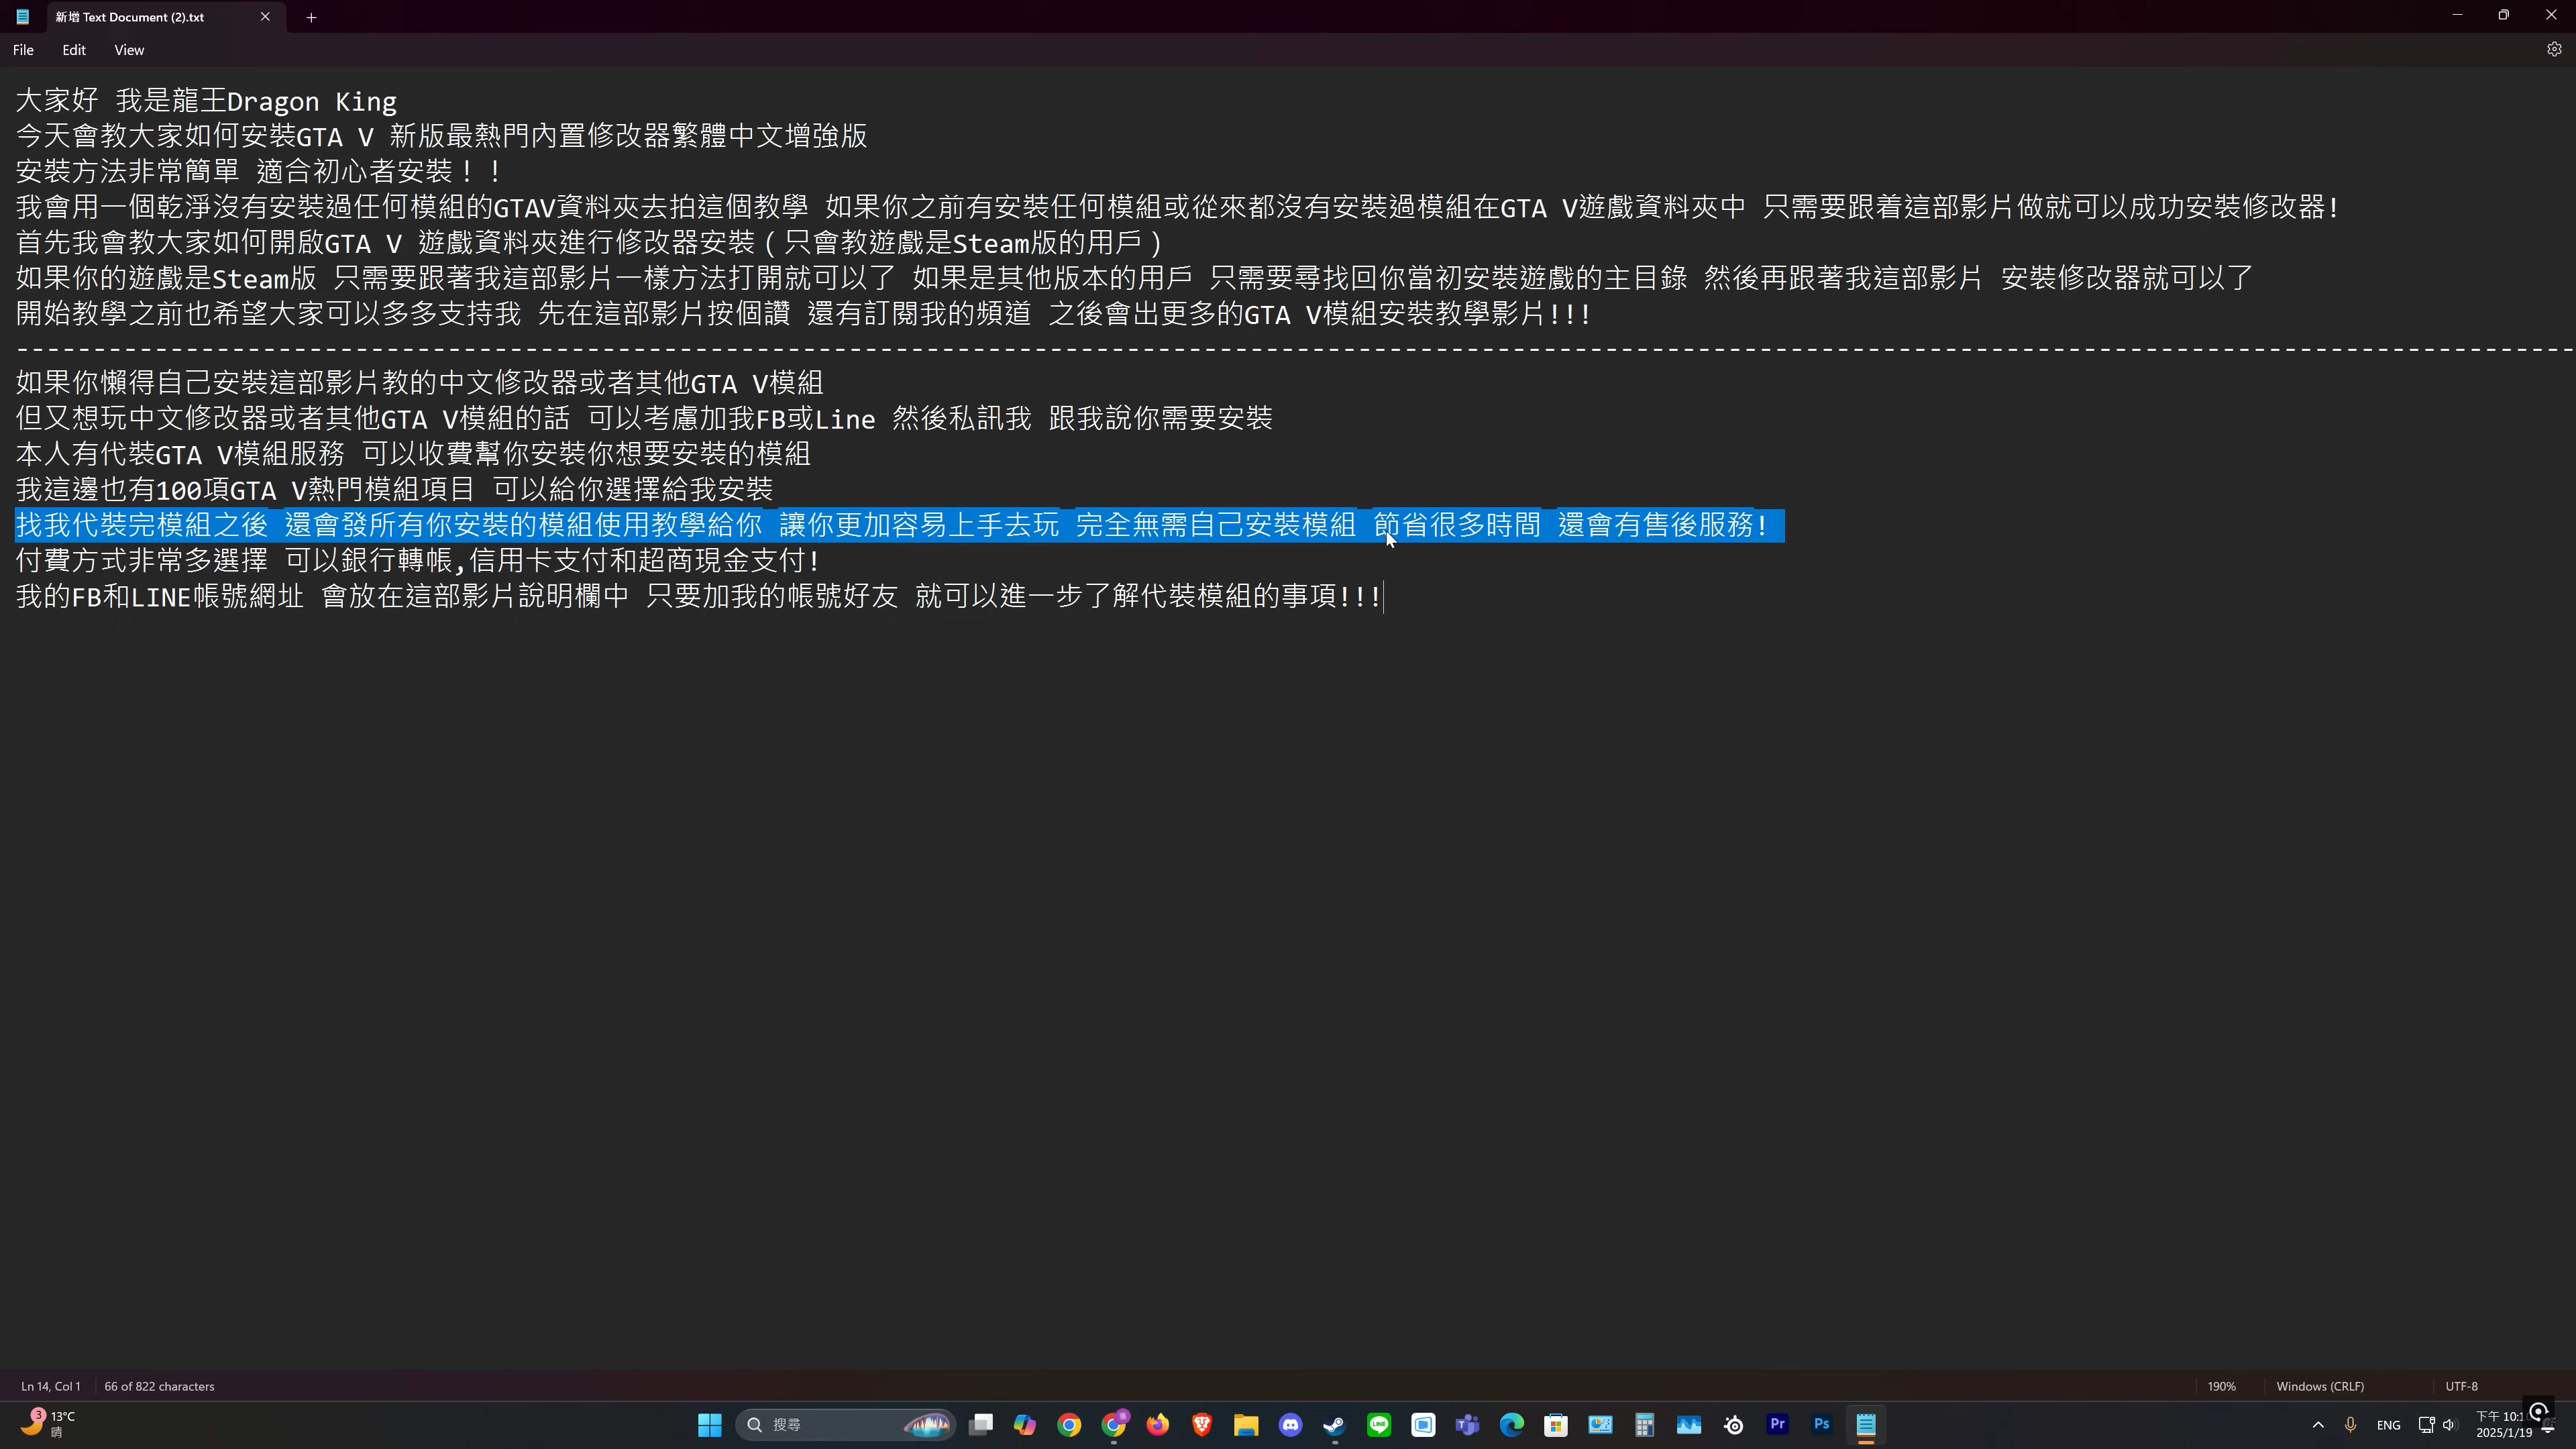 新增 Text Document (2).txt
File Edit View
大家好 我是龍王Dragon King
今天會教大家如何安裝GTA V 新版最熱門內置修改器繁體中文增強版
安裝方法非常簡單 適合初心者安裝！！
我會用一個乾淨沒有安裝過任何模組的GTAV資料夾去拍這個教學 如果你之前有安裝任何模組或從來都沒有安裝過模組在GTA V遊戲資料夾中 只需要跟着這部影片做就可以成功安裝修改器!
首先我會教大家如何開啟GTA V 遊戲資料夾進行修改器安裝（只會教遊戲是Steam版的用戶）
如果你的遊戲是Steam版 只需要跟著我這部影片一樣方法打開就可以了 如果是其他版本的用戶 只需要尋找回你當初安裝遊戲的主目錄 然後再跟著我這部影片 安裝修改器就可以了
開始教學之前也希望大家可以多多支持我 先在這部影片按個讚 還有訂閱我的頻道 之後會出更多的GTA V模組安裝教學影片!!!
如果你懶得自己安裝這部影片教的中文修改器或者其他GTA V模組
但又想玩中文修改器或者其他GTA V模組的話 可以考慮加我FB或Line 然後私訊我 跟我說你需要安裝
本人有代裝GTA V模組服務 可以收費幫你安裝你想要安裝的模組
我這邊也有100項GTA V熱門模組項目 可以給你選擇給我安裝
找我代裝完模組之後 還會發所有你安裝的模組使用教學給你 讓你更加容易上手去玩 完全無需自己安裝模組 節省很多時間 還會有售後服務!
付費方式非常多選擇 可以銀行轉帳,信用卡支付和超商現金支付!
我的FB和LINE帳號網址 會放在這部影片說明欄中 只要加我的帳號好友 就可以進一步了解代裝模組的事項!!!
Ln 14, Col 1 66 of 822 characters 190% Windows (CRLF) UTF-8
3 13°C
晴
搜尋
Pr Ps
ENG
下午 10:1
2025/1/19